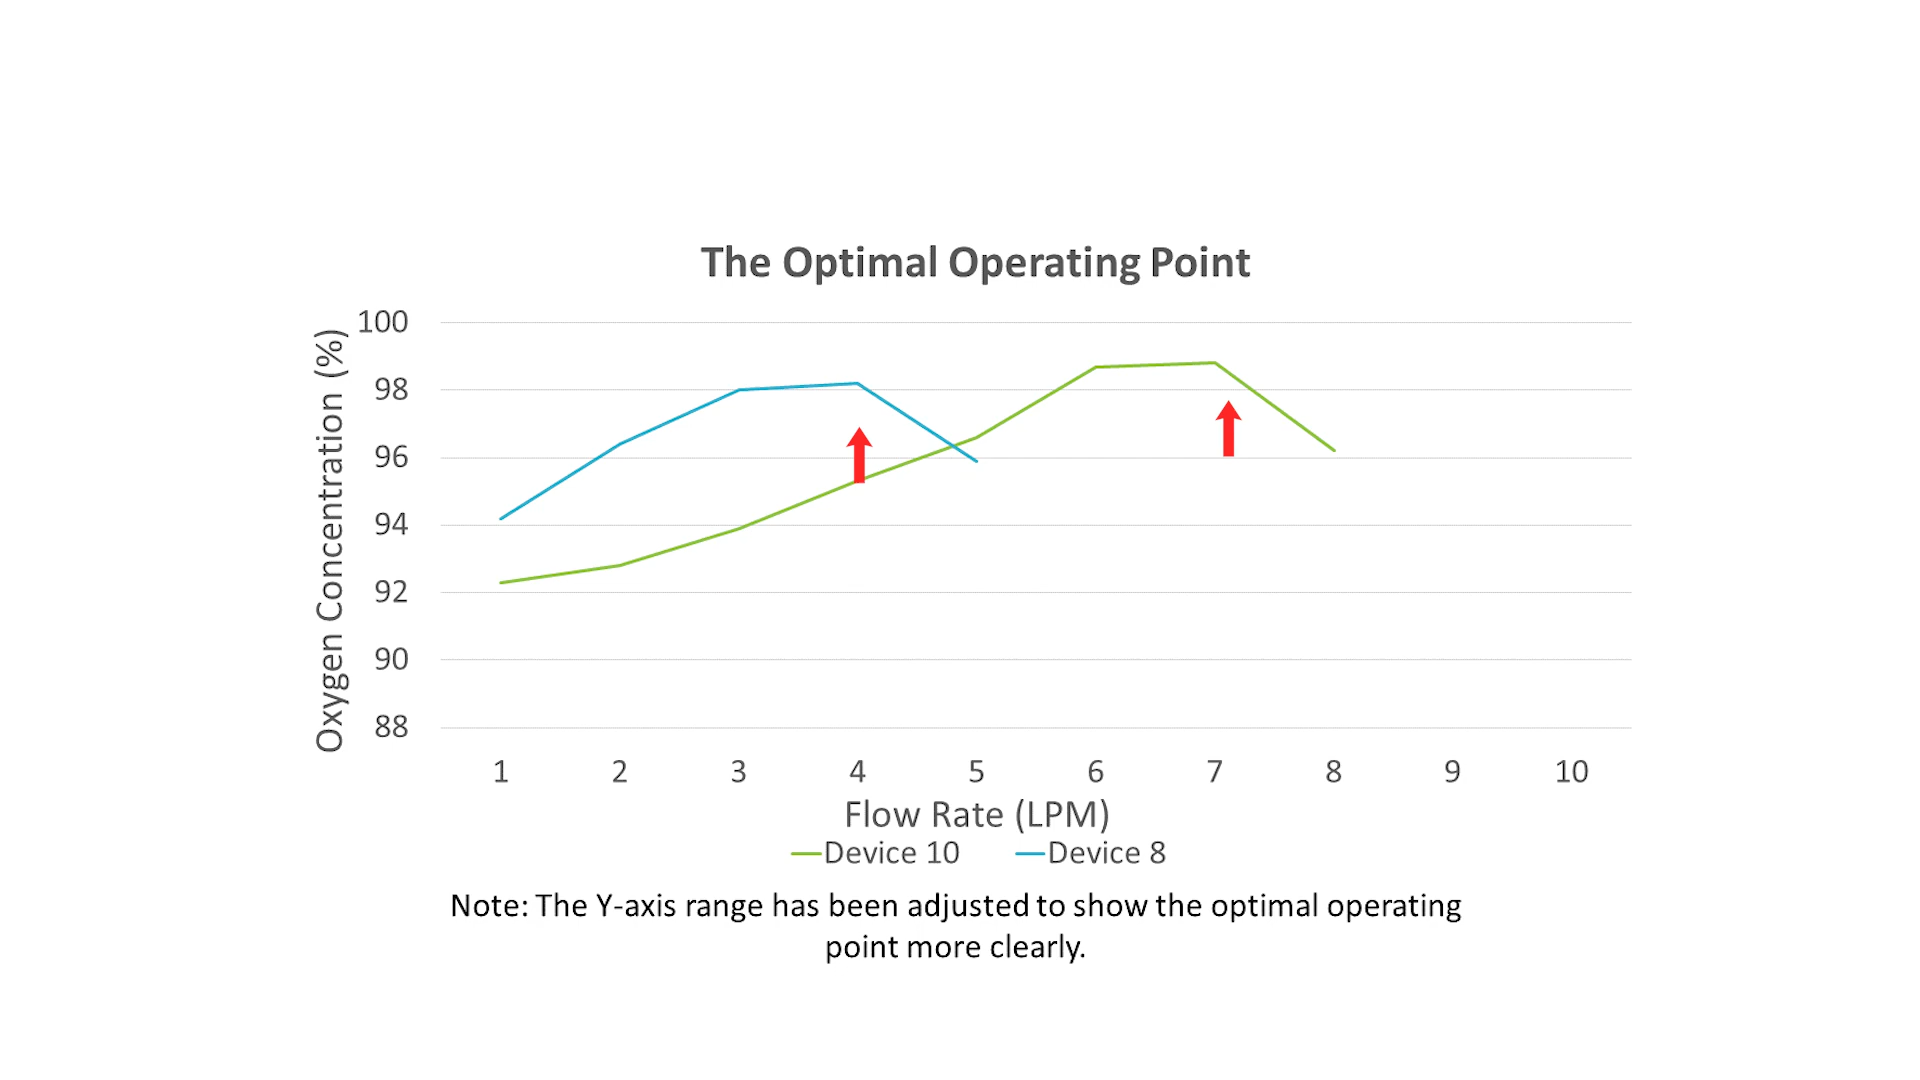 The Optimal Operating Point
Oxygen Concentration (%)
100
98
96
94
92
90
88
1 2 3 4 5 6 7 8 9 10
Flow Rate (LPM)
Device 10 Device 8
Note: The Y-axis range has been adjusted to show the optimal operating
point more clearly.